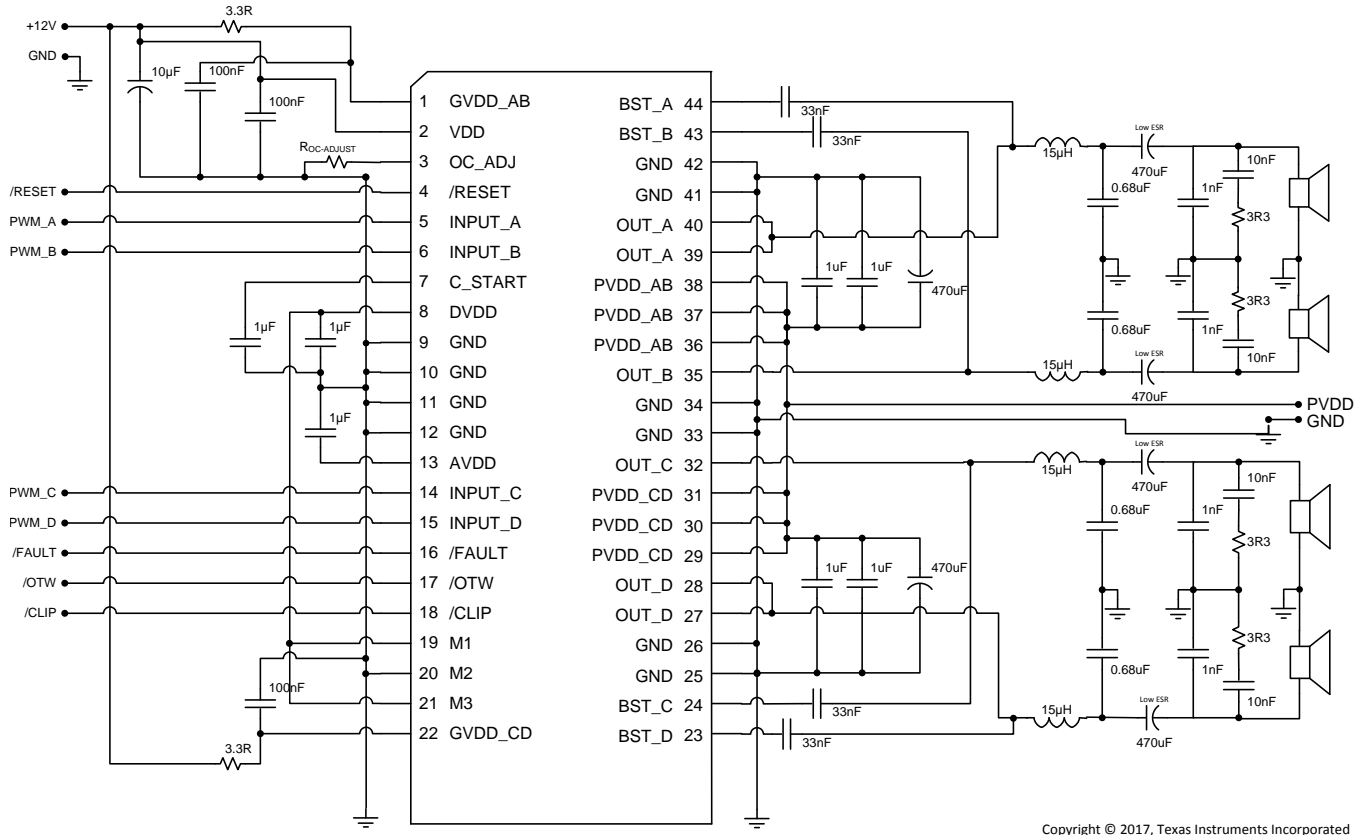 +12V
3.3R
GND
10µF
100nF
100nF
R_OC-ADJUST
/RESET
PWM_A
PWM_B
1µF
1µF
1µF
PWM_C
PWM_D
/FAULT
/OTW
/CLIP
100nF
3.3R
1 GVDD_AB
2 VDD
3 OC_ADJ
4 /RESET
5 INPUT_A
6 INPUT_B
7 C_START
8 DVDD
9 GND
10 GND
11 GND
12 GND
13 AVDD
14 INPUT_C
15 INPUT_D
16 /FAULT
17 /OTW
18 /CLIP
19 M1
20 M2
21 M3
22 GVDD_CD
BST_A 44
BST_B 43
GND 42
GND 41
OUT_A 40
OUT_A 39
PVDD_AB 38
PVDD_AB 37
PVDD_AB 36
OUT_B 35
GND 34
GND 33
OUT_C 32
PVDD_CD 31
PVDD_CD 30
PVDD_CD 29
OUT_D 28
OUT_D 27
GND 26
GND 25
BST_C 24
BST_D 23
33nF
33nF
1uF
1uF
470uF
15µH
Low ESR
470uF
10nF
0.68uF
1nF
3R3
3R3
0.68uF
1nF
10nF
15µH
Low ESR
470uF
PVDD
GND
15µH
Low ESR
470uF
10nF
0.68uF
1nF
3R3
1uF
1uF
470uF
3R3
0.68uF
1nF
10nF
33nF
33nF
15µH
Low ESR
470uF
Copyright © 2017, Texas Instruments Incorporated